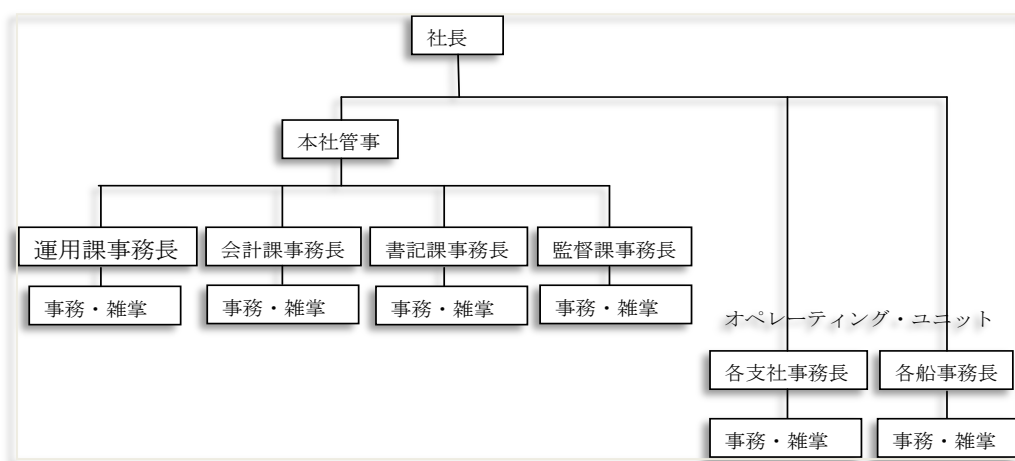 社長
本社管事
運用課事務長
会計課事務長
書記課事務長
監督課事務長
事務・雑掌
事務・雑掌
事務・雑掌
事務・雑掌
オペレーティング・ユニット
各支社事務長
各船事務長
事務・雑掌
事務・雑掌